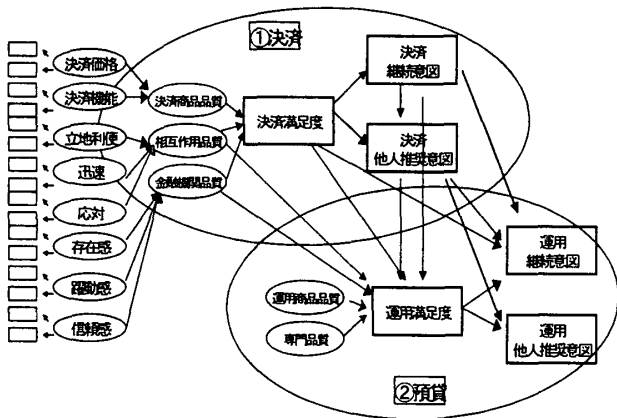 ①決済
決済価格
決済機能
立地利便
迅速
応対
存在感
躍動感
信頼感
決済商品品質
相互作用品質
金融機関品質
決済満足度
決済
継続意図
決済
他人推奨意図
運用商品品質
専門品質
運用満足度
運用
継続意図
運用
他人推奨意図
②預貸